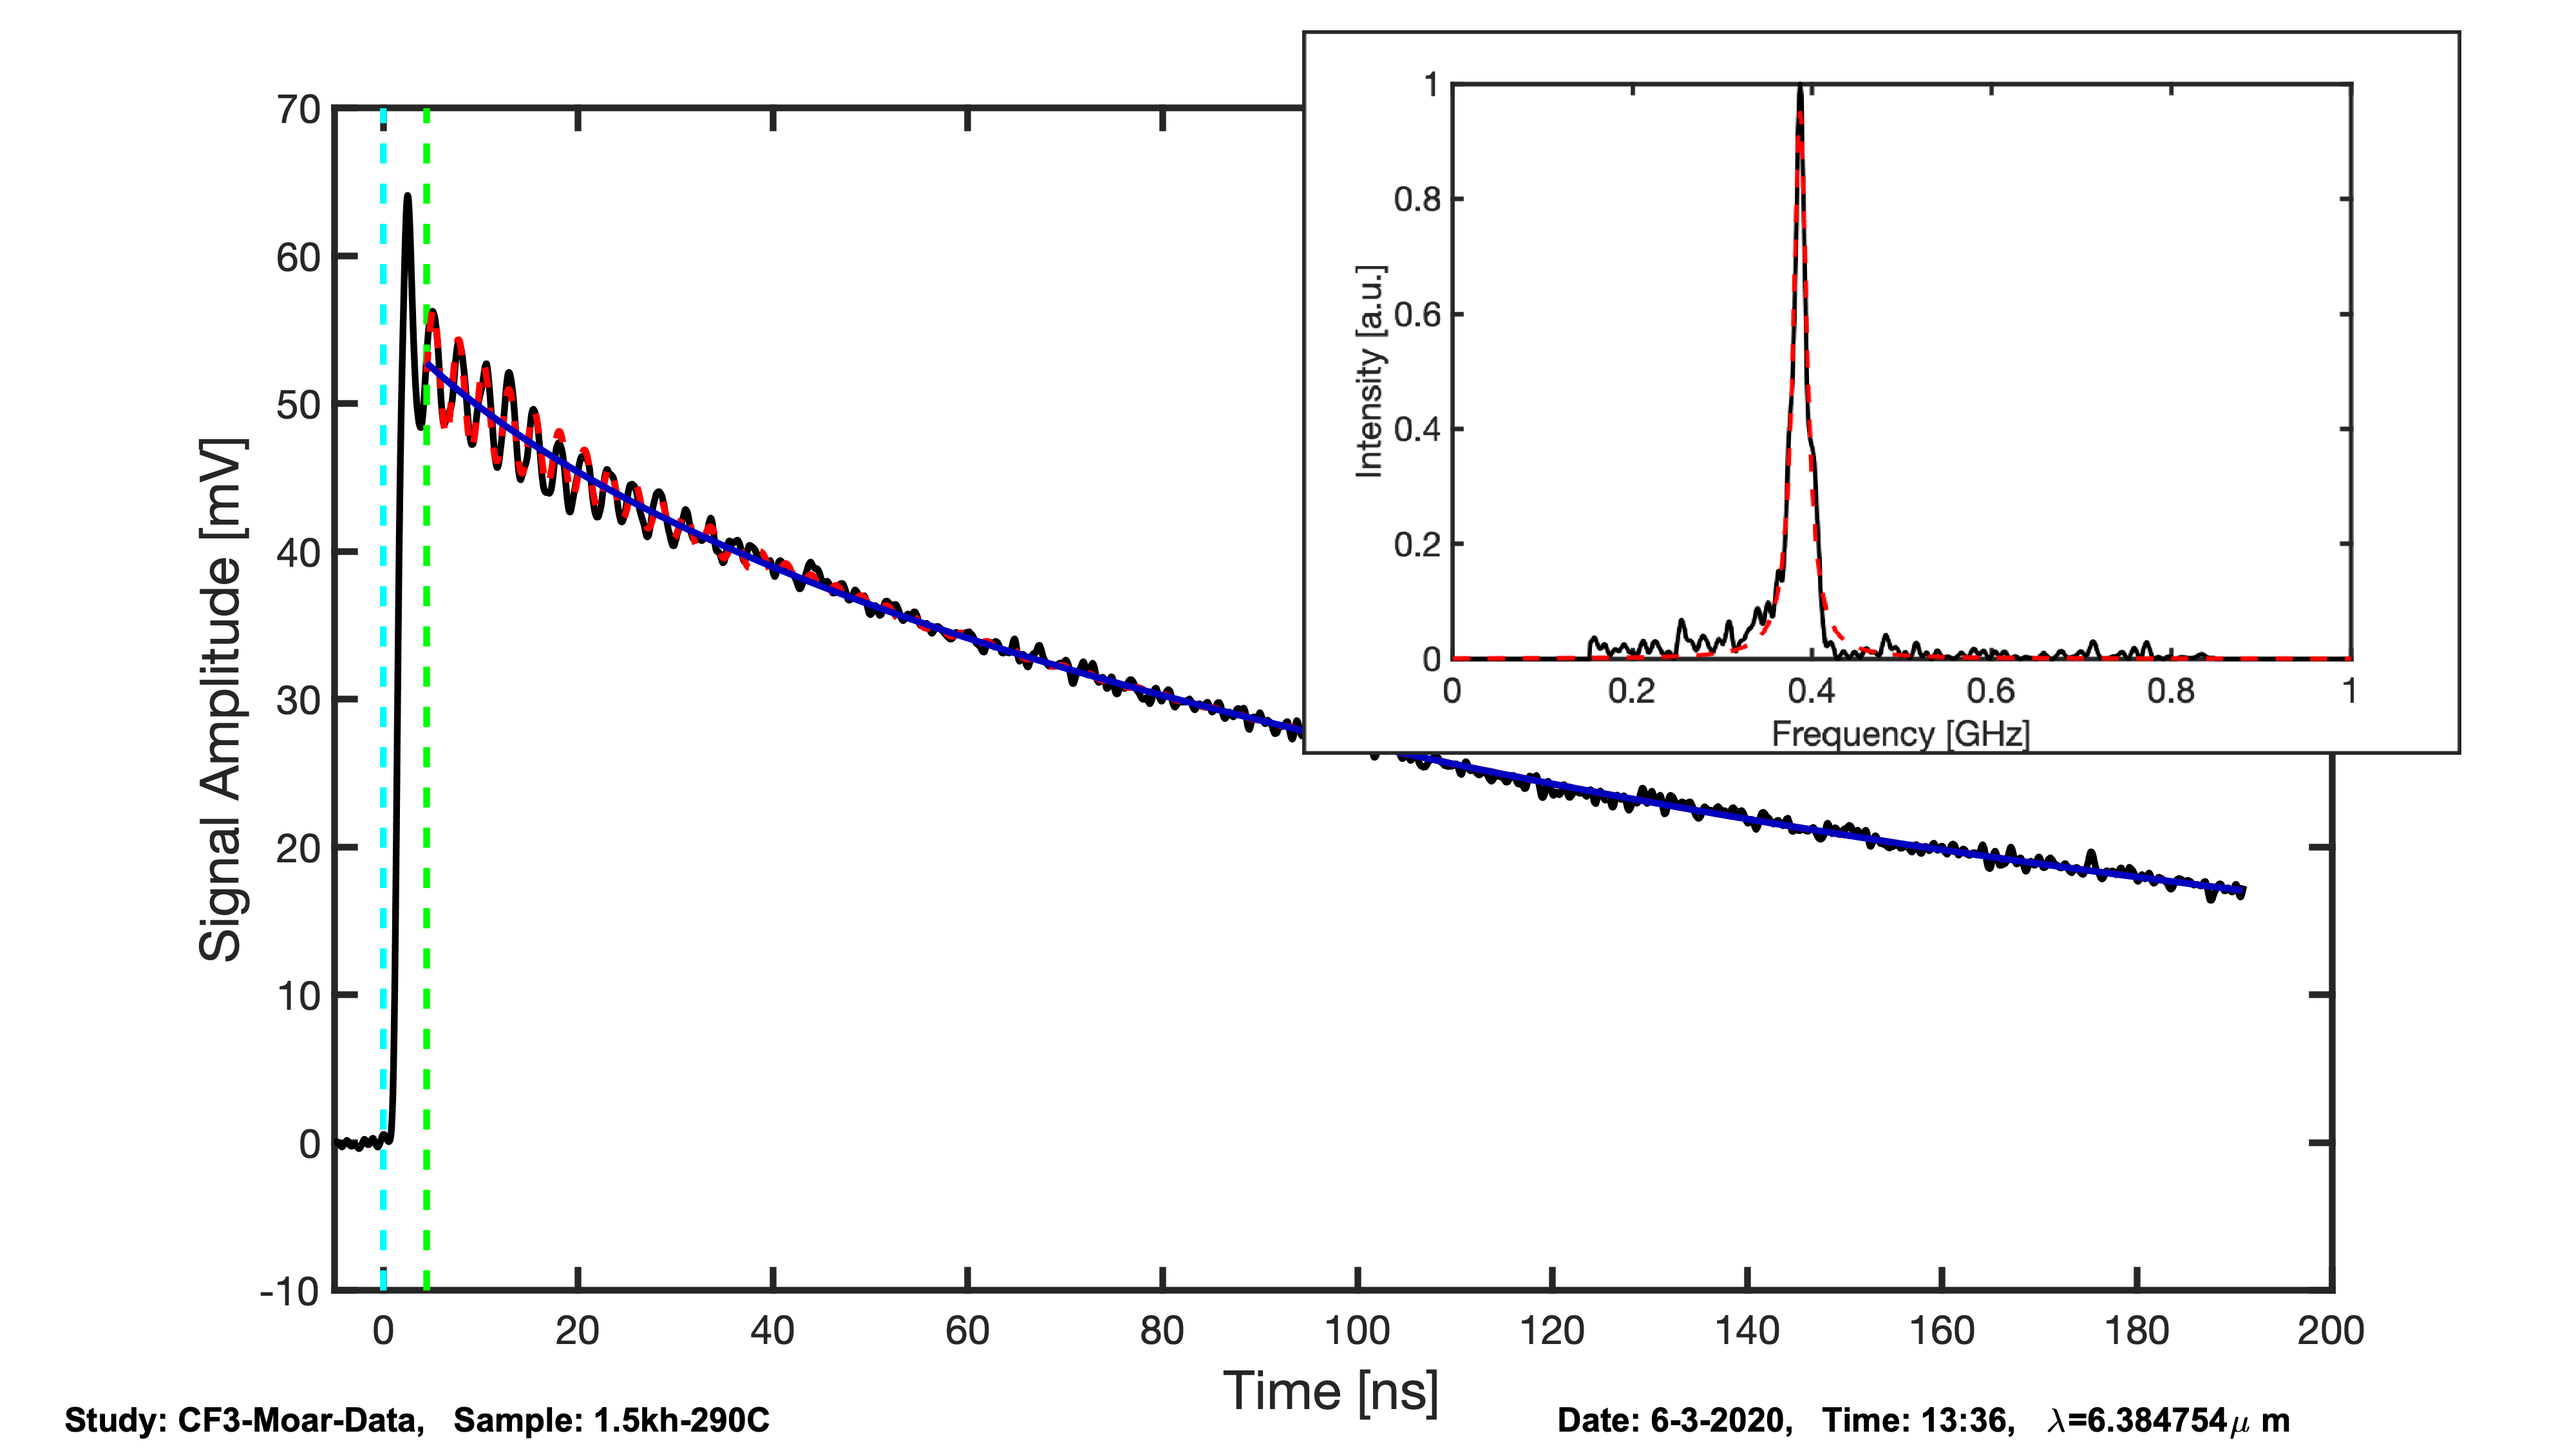 70
60
50
40
30
20
10
0
-10
Signal Amplitude [mV]
0 20 40 60 80 100 120 140 160 180 200
Time [ns]
1
0.8
0.6
0.4
0.2
0
Intensity [a.u.]
0 0.2 0.4 0.6 0.8 1
Frequency [GHz]
Study: CF3-Moar-Data, Sample: 1.5kh-290C
Date: 6-3-2020, Time: 13:36, λ=6.384754μ m